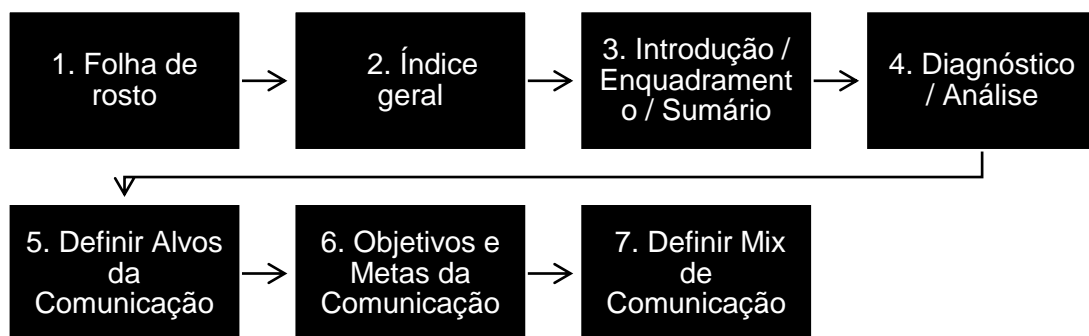 1. Folha de
rosto
2. Índice
geral
3. Introdução /
Enquadrament
o / Sumário
4. Diagnóstico
/ Análise
5. Definir Alvos
da
Comunicação
6. Objetivos e
Metas da
Comunicação
7. Definir Mix
de
Comunicação